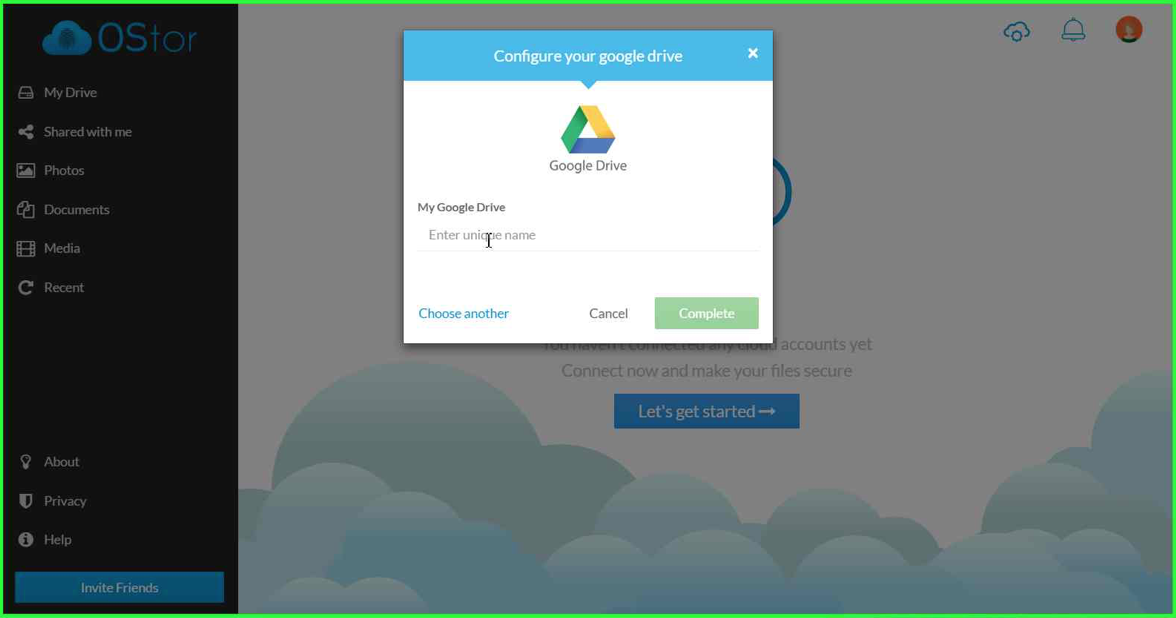 OStor
My Drive
Shared with me
Photos
Documents
Media
Recent
About
Privacy
Help
Invite Friends
Configure your google drive
Google Drive
My Google Drive
Enter unique name
Choose another
Cancel
Complete
You haven't connected any cloud accounts yet
Connect now and make your files secure
Let's get started